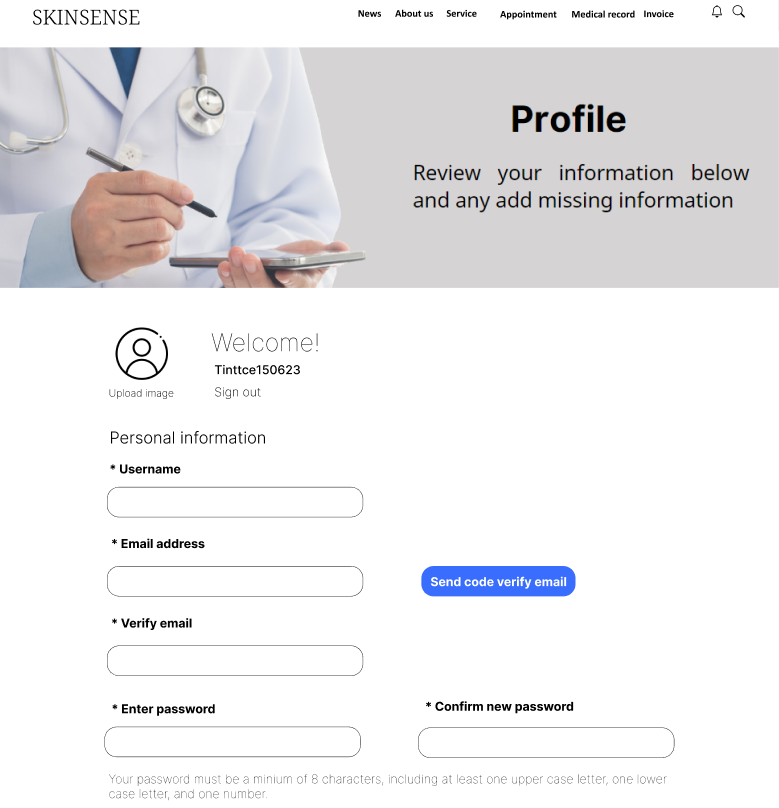 SKINSENSE
News About us Service Appointment Medical record Invoice
Profile
Review your information below
and any add missing information
Welcome!
Tinttce150623
Upload image
Sign out
Personal information
* Username
* Email address
Send code verify email
* Verify email
* Enter password
* Confirm new password
Your password must be a minium of 8 characters, including at least one upper case letter, one lower
case letter, and one number.